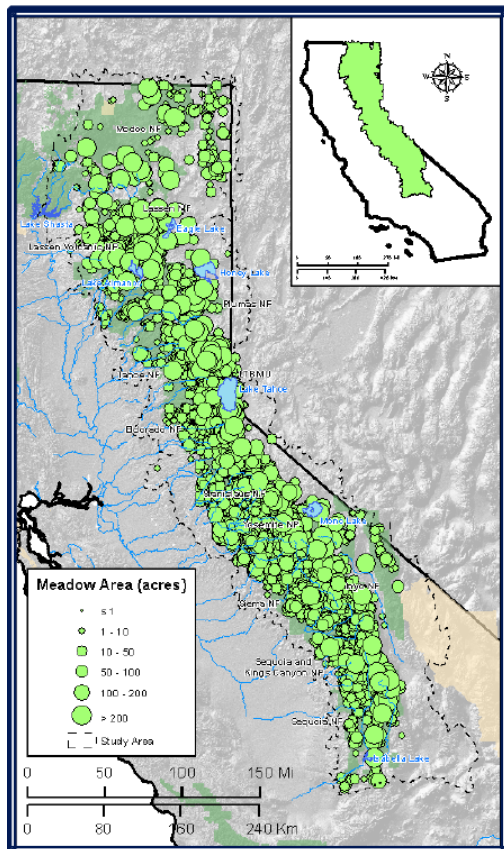 N
W E
S
Modoc NF
Lassen NF
Lake Shasta
Eagle Lake
Lassen Volcanic NP
Lake Almanor
Honey Lake
Plumas NF
LTBMU
Tahoe NF
Lake Tahoe
Eldorado NF
Stanislaus NF
Mono Lake
Yosemite NP
Inyo NF
Sierra NF
Sequoia and
Kings Canyon NP
Sequoia NF
Isabella Lake
Meadow Area (acres)
≤ 1
1 - 10
10 - 50
50 - 100
100 - 200
> 200
Study Area
0 50 100 150 Mi
0 80 160 240 Km